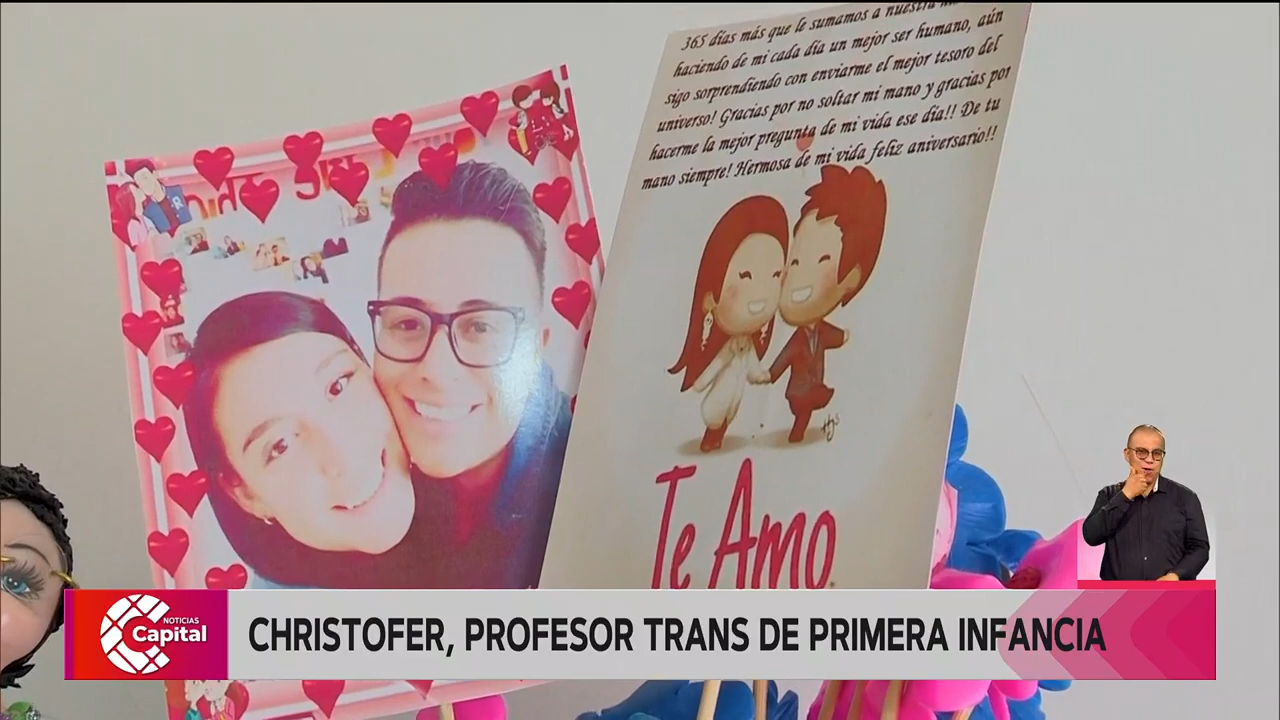 365 días más que le sumamos a nuestra
haciendo de mi cada día un mejor ser humano, aún
sigo sorprendiendo con enviarme el mejor tesoro del
universo! Gracias por no soltar mi mano y gracias por
hacerme la mejor pregunta de mi vida ese día!! De tu
mano siempre! Hermosa de mi vida feliz aniversario!!
Te Amo
NOTICIAS
Capital
CHRISTOFER, PROFESOR TRANS DE PRIMERA INFANCIA